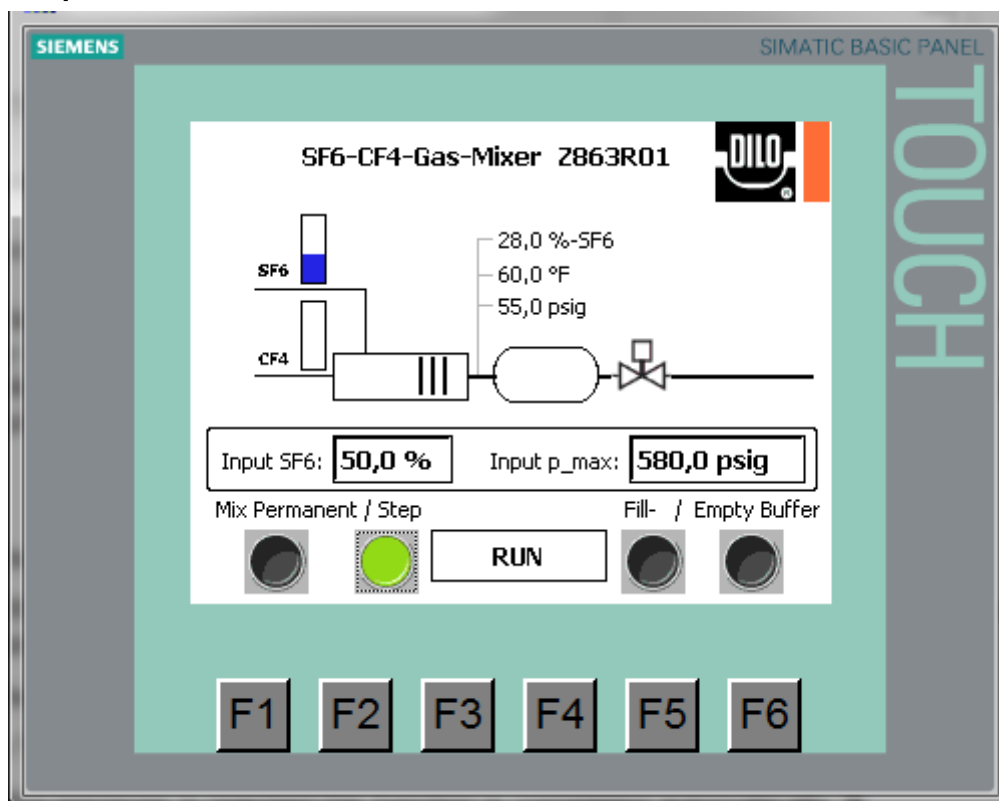 SIEMENS
SIMATIC BASIC PANEL
TOUCH
SF6-CF4-Gas-Mixer Z863R01
DILO
®
28,0 %-SF6
SF6
60,0 °F
55,0 psig
CF4
Input SF6: 50,0 % Input p_max: 580,0 psig
Mix Permanent / Step Fill- / Empty Buffer
RUN
F1 F2 F3 F4 F5 F6